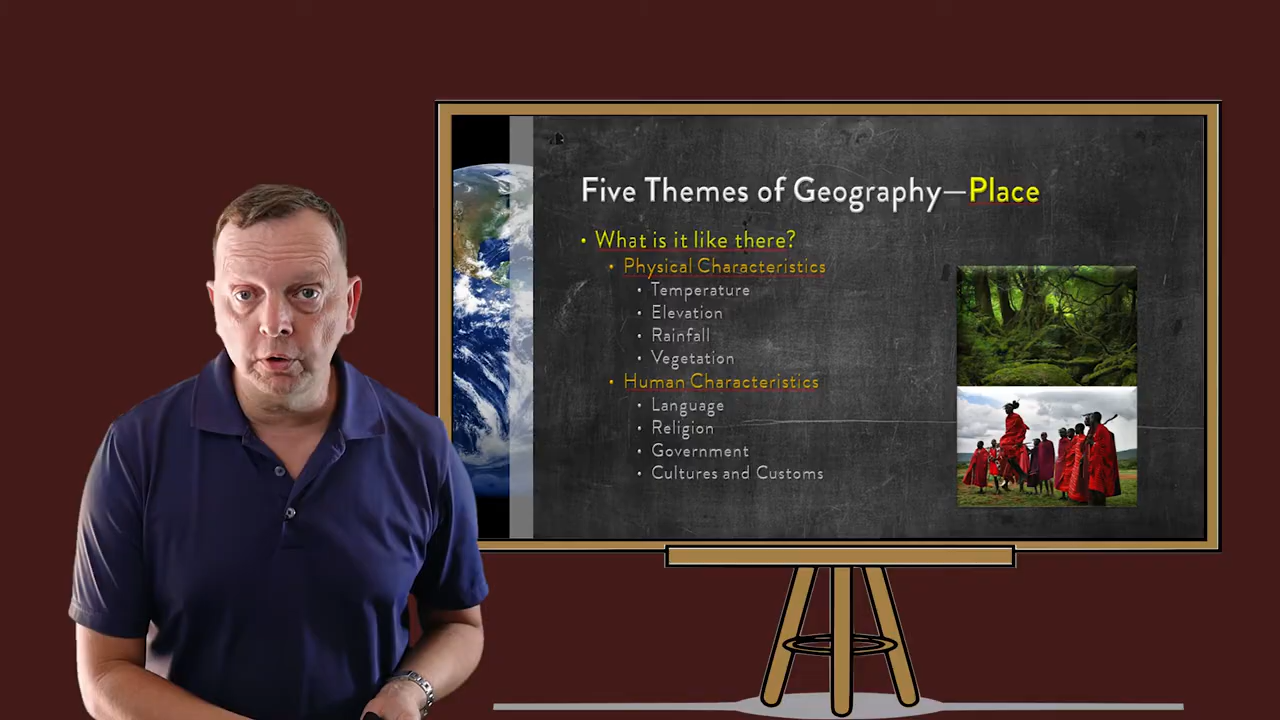 Five Themes of Geography—Place
• What is it like there?
• Physical Characteristics
• Temperature
• Elevation
• Rainfall
• Vegetation
• Human Characteristics
• Language
• Religion
• Government
• Cultures and Customs